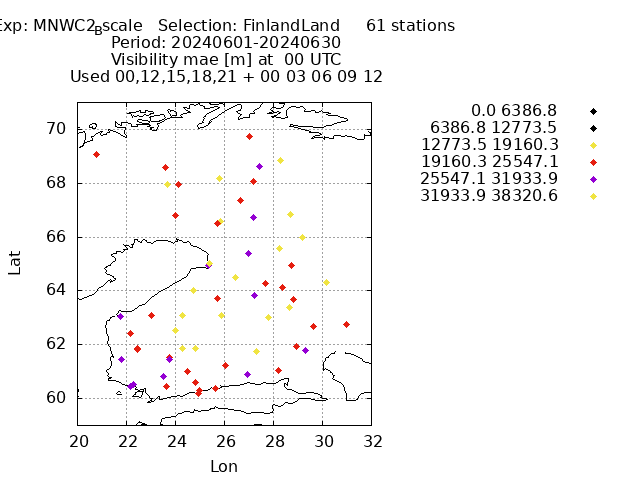 Exp: MNWC2Bscale   Selection: FinlandLand     61 stations
Period: 20240601-20240630
Visibility mae [m] at  00 UTC
Used 00,12,15,18,21 + 00 03 06 09 12
0.0 6386.8
6386.8 12773.5
12773.5 19160.3
19160.3 25547.1
25547.1 31933.9
31933.9 38320.6
70
68
66
64
62
60
Lat
20 22 24 26 28 30 32
Lon